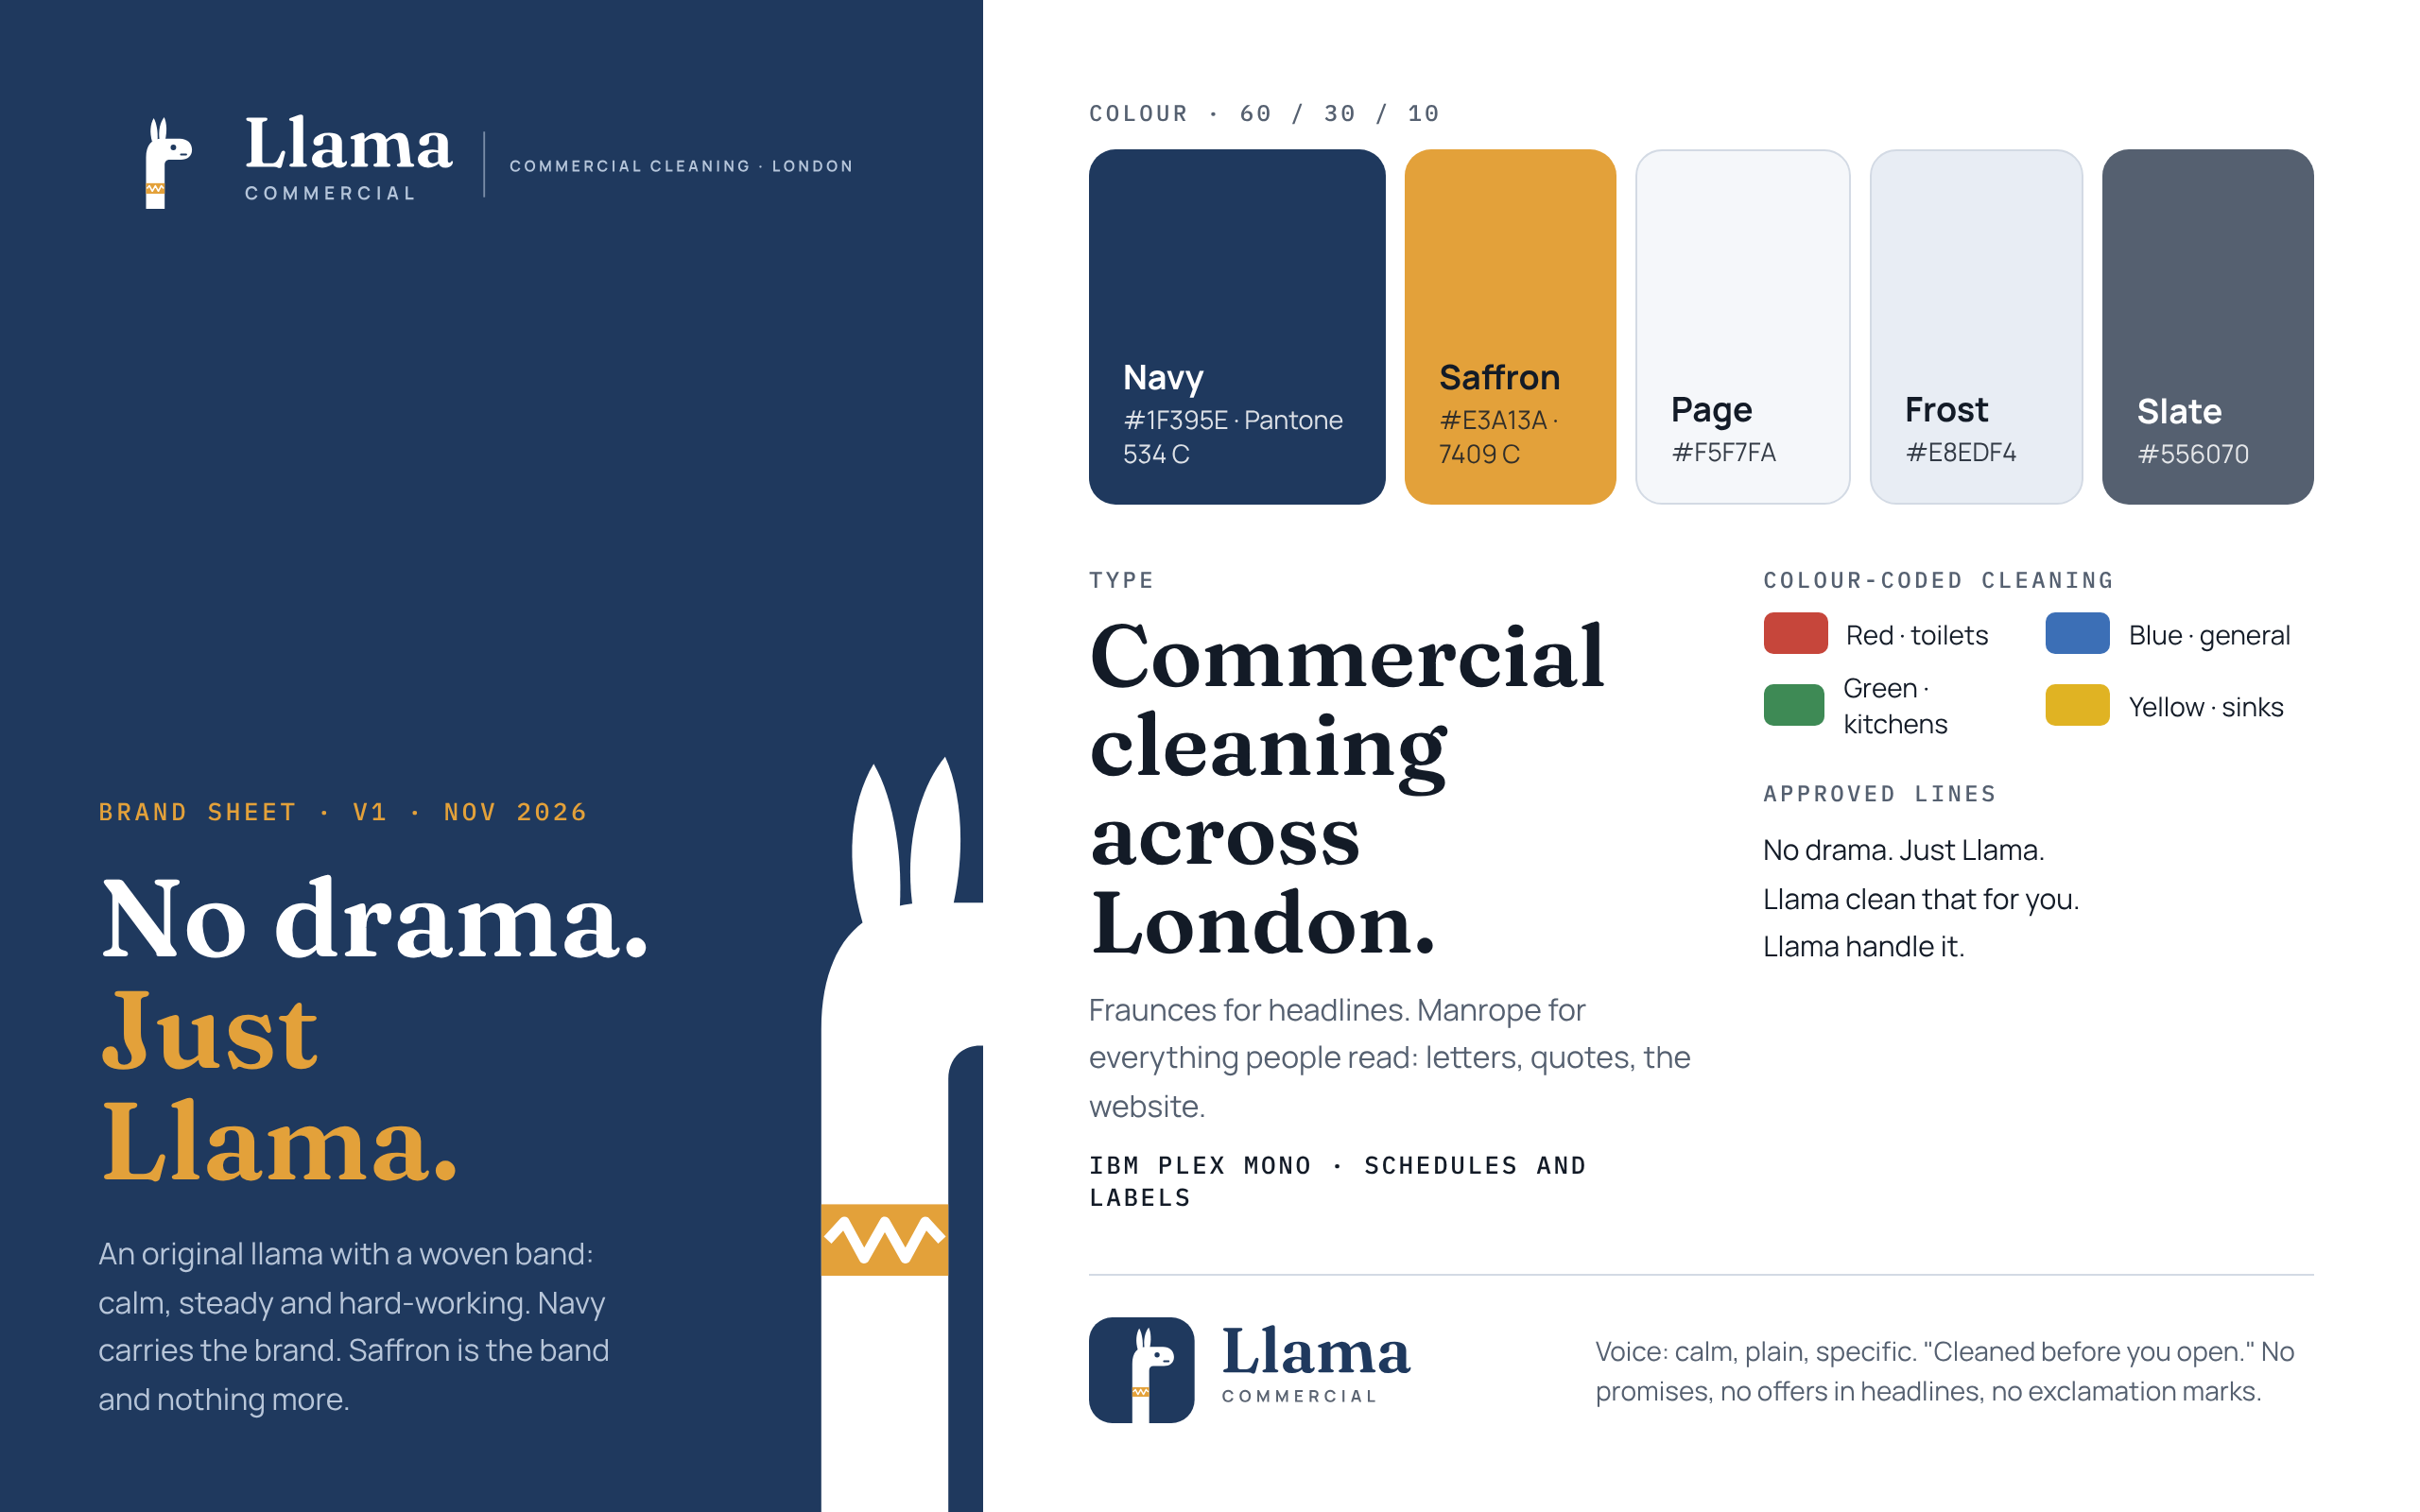 Llama
COMMERCIAL
COMMERCIAL CLEANING · LONDON
BRAND SHEET · V1 · NOV 2026
No drama.
Just
Llama.
An original llama with a woven band:
calm, steady and hard-working. Navy
carries the brand. Saffron is the band
and nothing more.
COLOUR · 60 / 30 / 10
Navy
#1F395E · Pantone
534 C
Saffron
#E3A13A ·
7409 C
Page
#F5F7FA
Frost
#E8EDF4
Slate
#556070
TYPE
Commercial
cleaning
across
London.
Fraunces for headlines. Manrope for
everything people read: letters, quotes, the
website.
IBM PLEX MONO · SCHEDULES AND
LABELS
COLOUR-CODED CLEANING
Red · toilets
Blue · general
Green ·
kitchens
Yellow · sinks
APPROVED LINES
No drama. Just Llama.
Llama clean that for you.
Llama handle it.
Llama
COMMERCIAL
Voice: calm, plain, specific. "Cleaned before you open." No
promises, no offers in headlines, no exclamation marks.